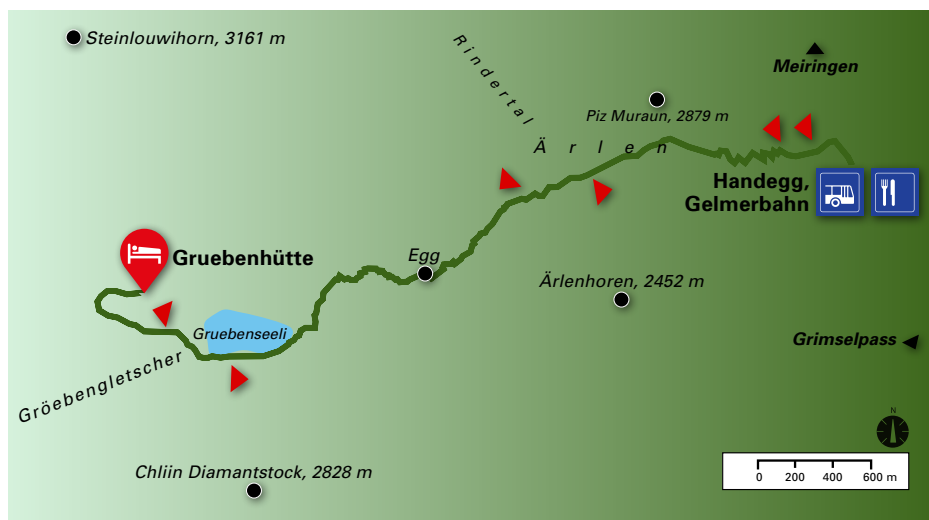 Steinlouwihorn, 3161 m
Rindertal
Meiringen
Piz Muraun, 2879 m
Ärlen
Handegg,
Gelmerbahn
Gruebenhütte
Egg
Ärlenhoren, 2452 m
Gruebenseeli
Grimselpass
Gröebengletscher
N
Chliin Diamantstock, 2828 m
0 200 400 600 m